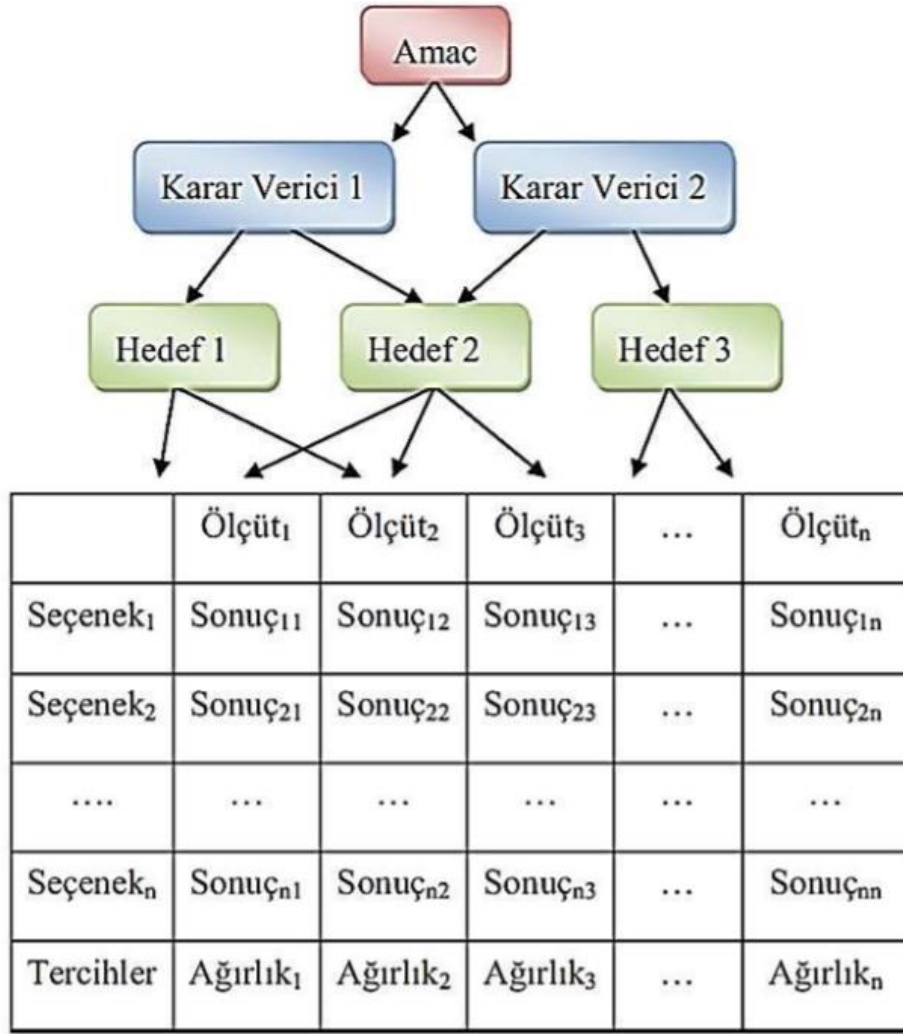 Amaç
Karar Verici 1 Karar Verici 2
Hedef 1 Hedef 2 Hedef 3
Ölçüt₁ Ölçüt₂ Ölçüt₃ … Ölçütₙ
Seçenek₁ Sonuç₁₁ Sonuç₁₂ Sonuç₁₃ … Sonuç₁ₙ
Seçenek₂ Sonuç₂₁ Sonuç₂₂ Sonuç₂₃ … Sonuç₂ₙ
…. … … … … …
Seçenekₙ Sonuçₙ₁ Sonuçₙ₂ Sonuçₙ₃ … Sonuçₙₙ
Tercihler Ağırlık₁ Ağırlık₂ Ağırlık₃ … Ağırlıkₙ